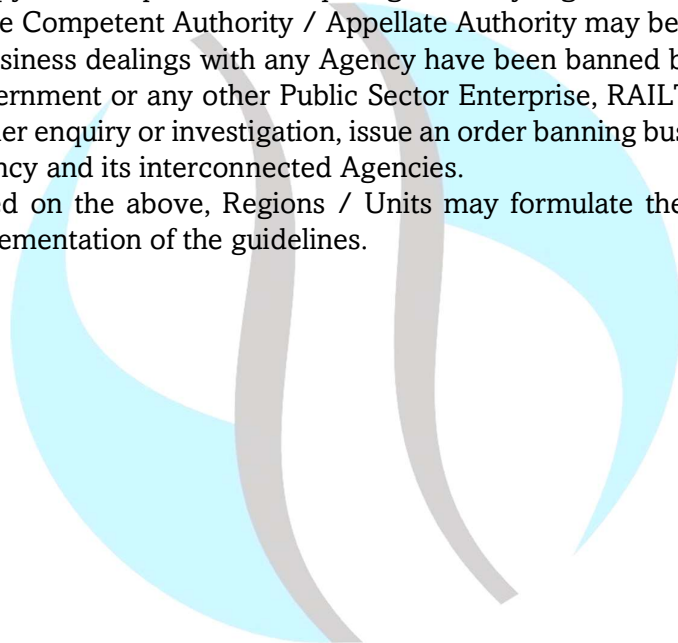 e Competent Authority / Appellate Authority may be
siness dealings with any Agency have been banned b
ernment or any other Public Sector Enterprise, RAILT
er enquiry or investigation, issue an order banning bus
ncy and its interconnected Agencies.
ed on the above, Regions / Units may formulate the
ementation of the guidelines.